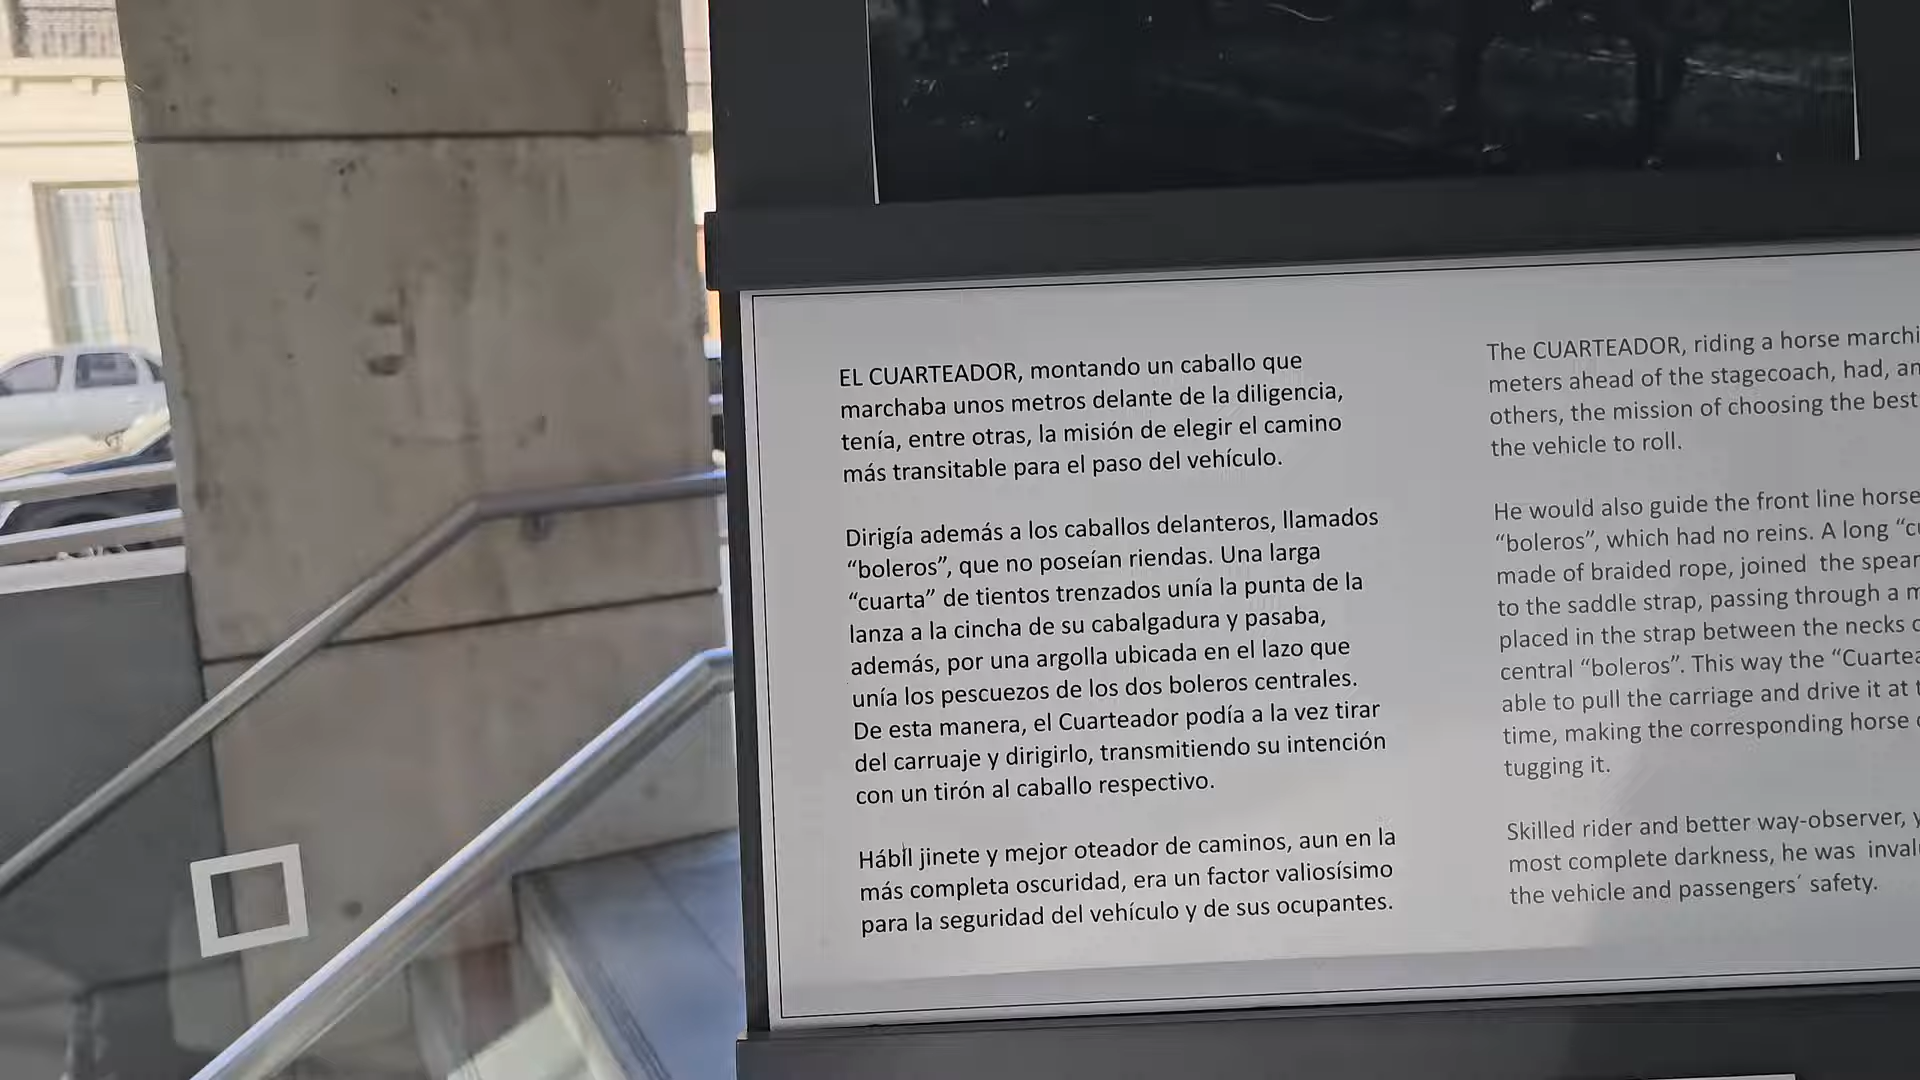 EL CUARTEADOR, montando un caballo que
marchaba unos metros delante de la diligencia,
tenía, entre otras, la misión de elegir el camino
más transitable para el paso del vehículo.
Dirigía además a los caballos delanteros, llamados
“boleros”, que no poseían riendas. Una larga
“cuarta” de tientos trenzados unía la punta de la
lanza a la cincha de su cabalgadura y pasaba,
además, por una argolla ubicada en el lazo que
unía los pescuezos de los dos boleros centrales.
De esta manera, el Cuarteador podía a la vez tirar
del carruaje y dirigirlo, transmitiendo su intención
con un tirón al caballo respectivo.
Hábil jinete y mejor oteador de caminos, aun en la
más completa oscuridad, era un factor valiosísimo
para la seguridad del vehículo y de sus ocupantes.
The CUARTEADOR, riding a horse
meters ahead of the stagecoach, had,
others, the mission of choosing the best
the vehicle to roll.
He would also guide the front line
“boleros”, which had no reins. A long
made of braided rope, joined the
to the saddle strap, passing through a
placed in the strap between the necks
central “boleros”. This way the
able to pull the carriage and drive it at
time, making the corresponding horse
tugging it.
Skilled rider and better way-observer,
most complete darkness, he was
the vehicle and passengers´ safety.